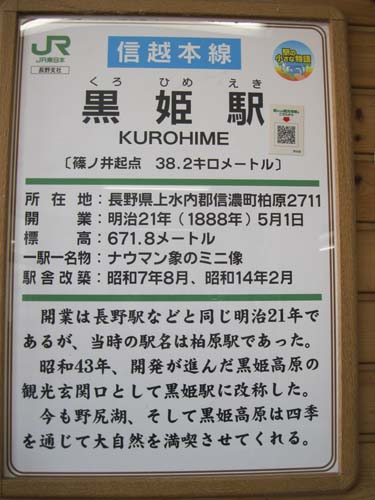 JR
JR東日本
長野支社
信越本線
駅の
小さな物語
くろ ひめ えき
黒姫駅
KUROHIME
〔篠ノ井起点 38.2キロメートル〕
所在地:長野県上水内郡信濃町柏原2711
開業:明治21年(1888年)5月1日
標高:671.8メートル
一駅一名物:ナウマン象のミニ像
駅舎改築:昭和7年8月、昭和14年2月
開業は長野駅などと同じ明治21年で
あるが、当時の駅名は柏原駅であった。
昭和43年、開発が進んだ黒姫高原の
観光玄関口として黒姫駅に改称した。
今も野尻湖、そして黒姫高原は四季
を通じて大自然を満喫させてくれる。